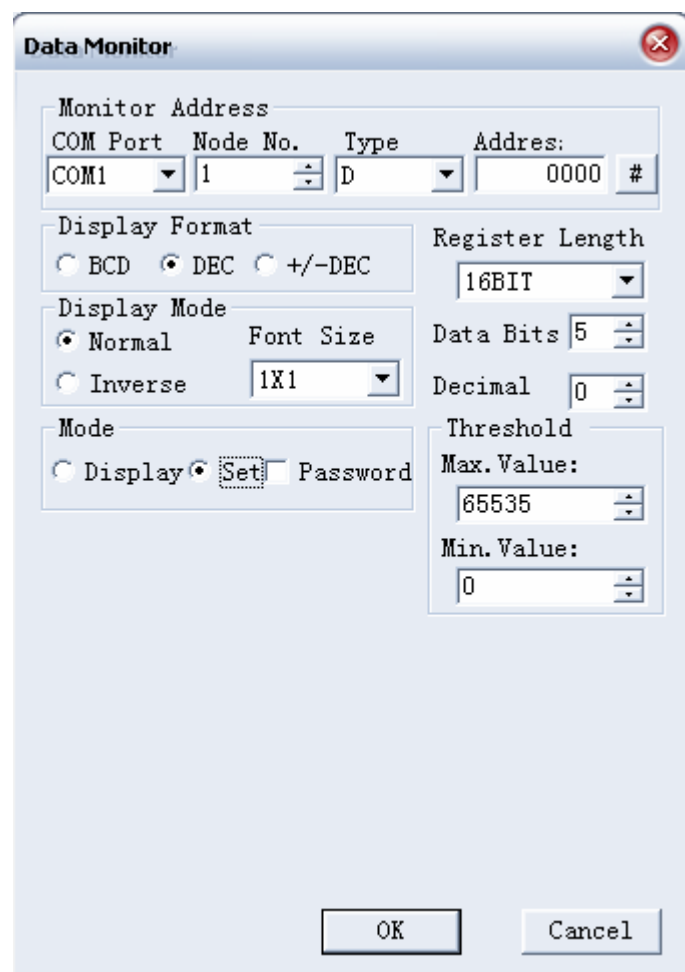 Data Monitor
Monitor Address
COM Port Node No. Type Addres:
COM1 1 D 0000 #
Display Format
BCD DEC +/-DEC
Register Length
16BIT
Display Mode
Normal Font Size
Inverse 1X1
Data Bits 5
Decimal 0
Mode
Display Set Password
Threshold
Max.Value:
65535
Min.Value:
0
OK Cancel